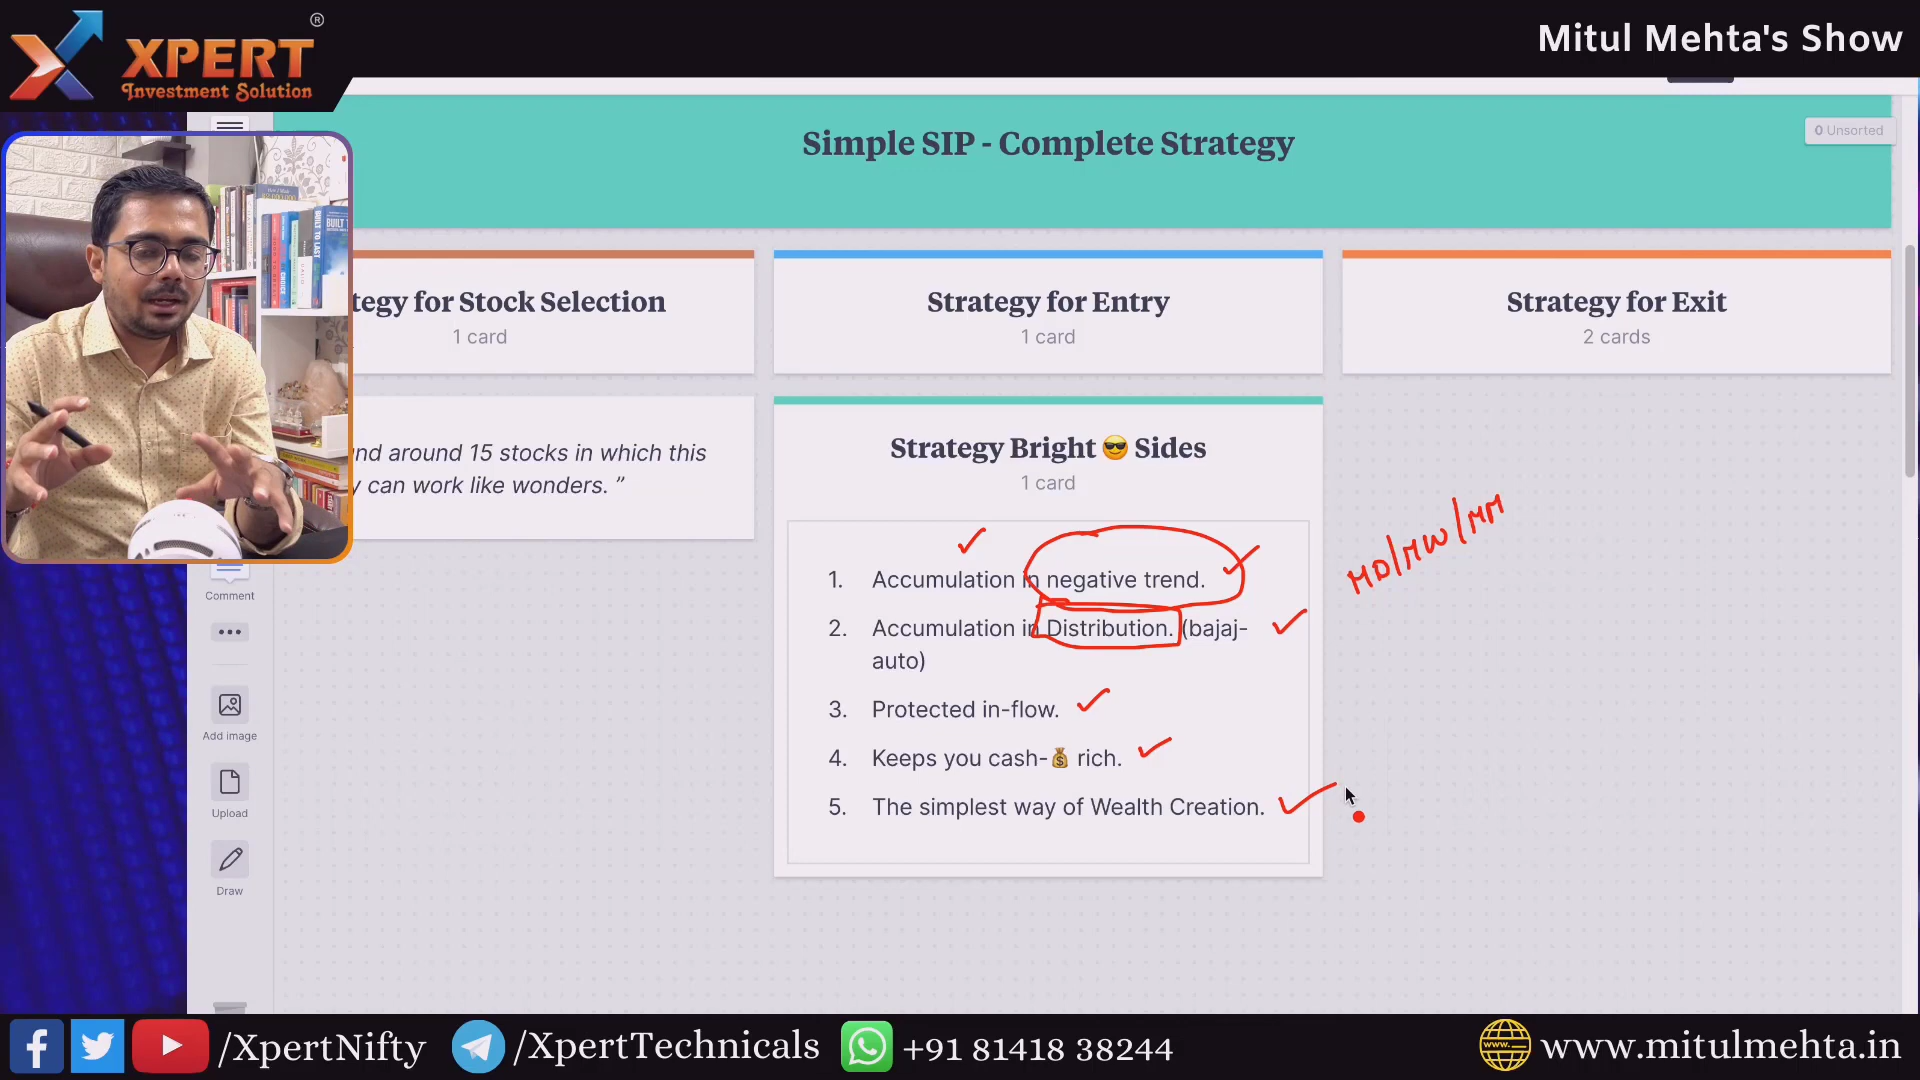 XPERT ®
Investment Solution
Mitul Mehta's Show
Simple SIP - Complete Strategy
0 Unsorted
tegy for Stock Selection
1 card
Strategy for Entry
1 card
Strategy for Exit
2 cards
nd around 15 stocks in which this
y can work like wonders. ”
Strategy Bright 😎 Sides
1 card
1. Accumulation in negative trend.
2. Accumulation in Distribution. (bajaj-
auto)
3. Protected in-flow.
4. Keeps you cash-💰 rich.
5. The simplest way of Wealth Creation.
MD/MW/MM
Comment
Add image
Upload
Draw
/XpertNifty
/XpertTechnicals
+91 81418 38244
www.mitulmehta.in